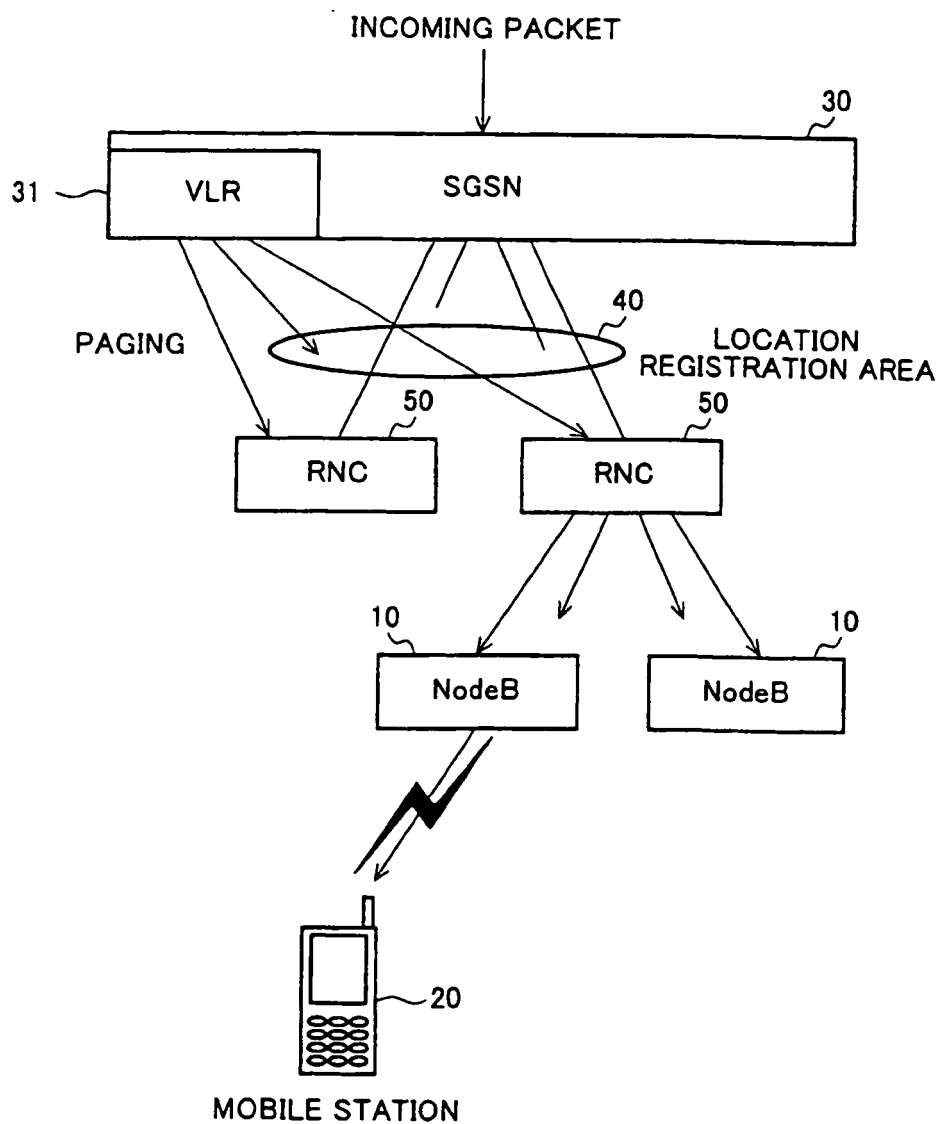 INCOMING PACKET
30
31
VLR
SGSN
40
PAGING
LOCATION
REGISTRATION AREA
50
50
RNC
RNC
10
10
NodeB
NodeB
20
MOBILE STATION